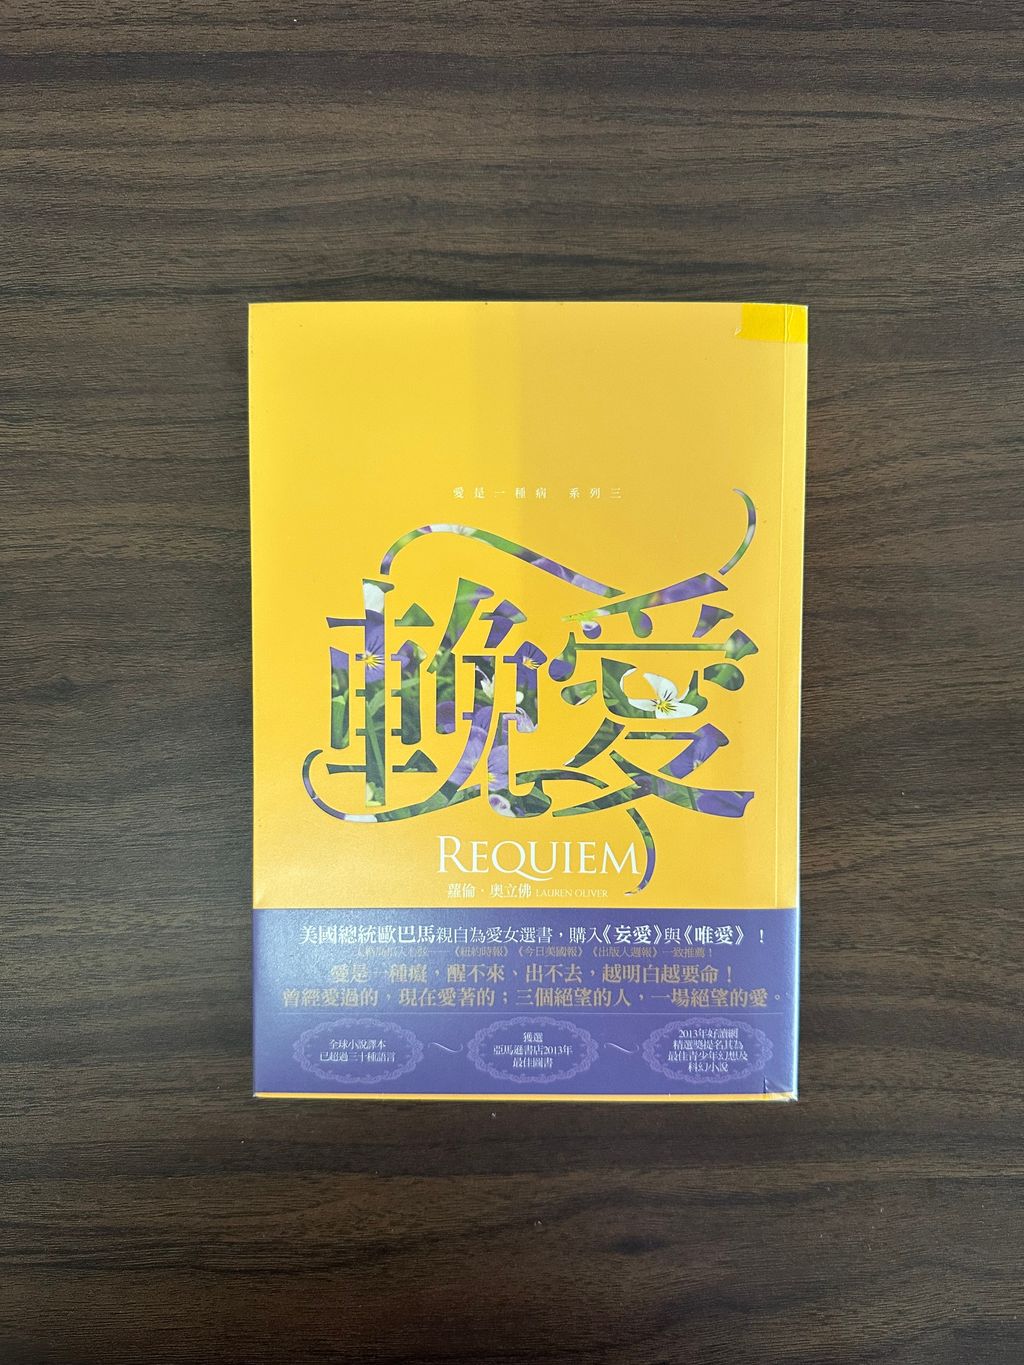 愛是一種病 系列三
輓愛
REQUIEM
蘿倫·奧立佛 LAUREN OLIVER
美國總統歐巴馬親自為愛女選書，購入《妄愛》與《唯愛》！
《紐約時報》《今日美國報》《出版人週報》一致推薦！
愛是一種癡，醒不來、出不去，越明白越要命！
曾經愛過的，現在愛著的；三個絕望的人，一場絕望的愛。
全球小說譯本
已超過三十種語言
獲選
亞馬遜書店2013年
最佳圖書
2013年好讀網
精選獎提名其為
最佳青少年幻想及
科幻小說